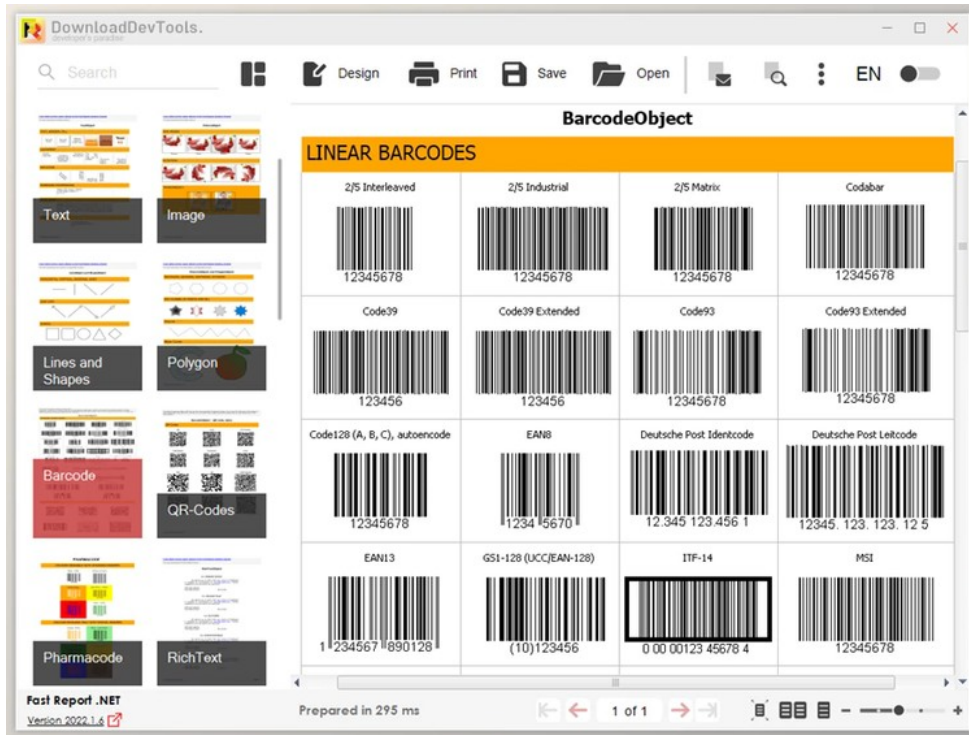 DownloadDevTools.
developer's paradise
Search
Design
Print
Save
Open
EN
Text
Image
Lines and
Shapes
Polygon
Barcode
QR-Codes
Pharmacode
RichText
BarcodeObject
LINEAR BARCODES
2/5 Interleaved
12345678
2/5 Industrial
12345678
2/5 Matrix
12345678
Codabar
12345678
Code39
123456
Code39 Extended
123456
Code93
12345678
Code93 Extended
12345678
Code128 (A, B, C), autoencode
12345678
EAN8
1234 5670
Deutsche Post Identcode
12.345 123.456 1
Deutsche Post Leitcode
12345. 123. 123. 12 5
EAN13
1 234567 890128
GS1-128 (UCC/EAN-128)
(10)123456
ITF-14
0 00 00123 45678 4
MSI
12345678
Fast Report .NET
Version 2022.1.6
Prepared in 295 ms
1 of 1